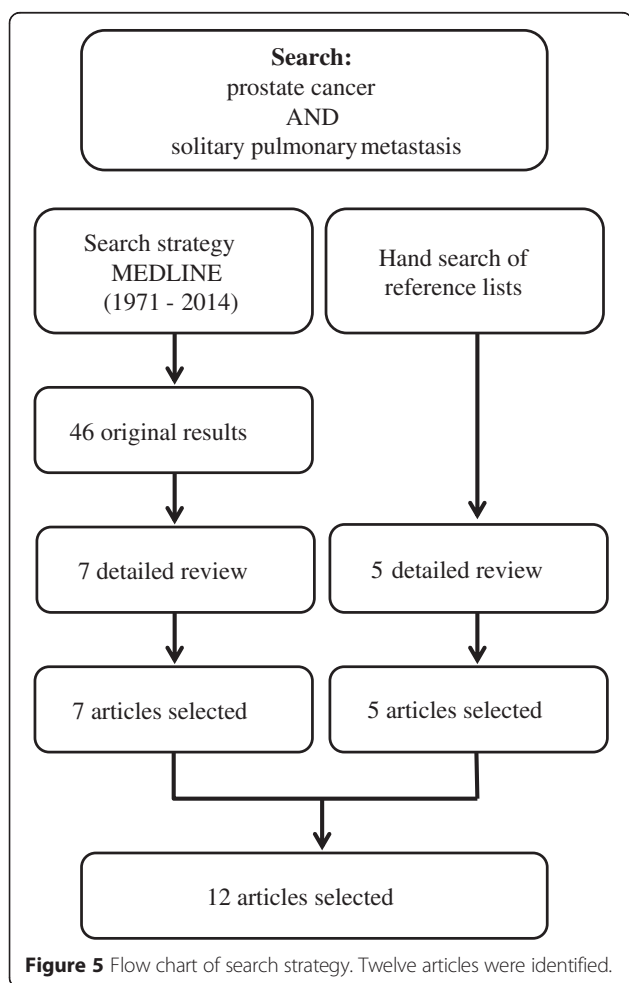 Search:
prostate cancer
AND
solitary pulmonary metastasis
Search strategy
MEDLINE
(1971 - 2014)
Hand search of
reference lists
46 original results
7 detailed review
5 detailed review
7 articles selected
5 articles selected
12 articles selected
Figure 5 Flow chart of search strategy. Twelve articles were identified.